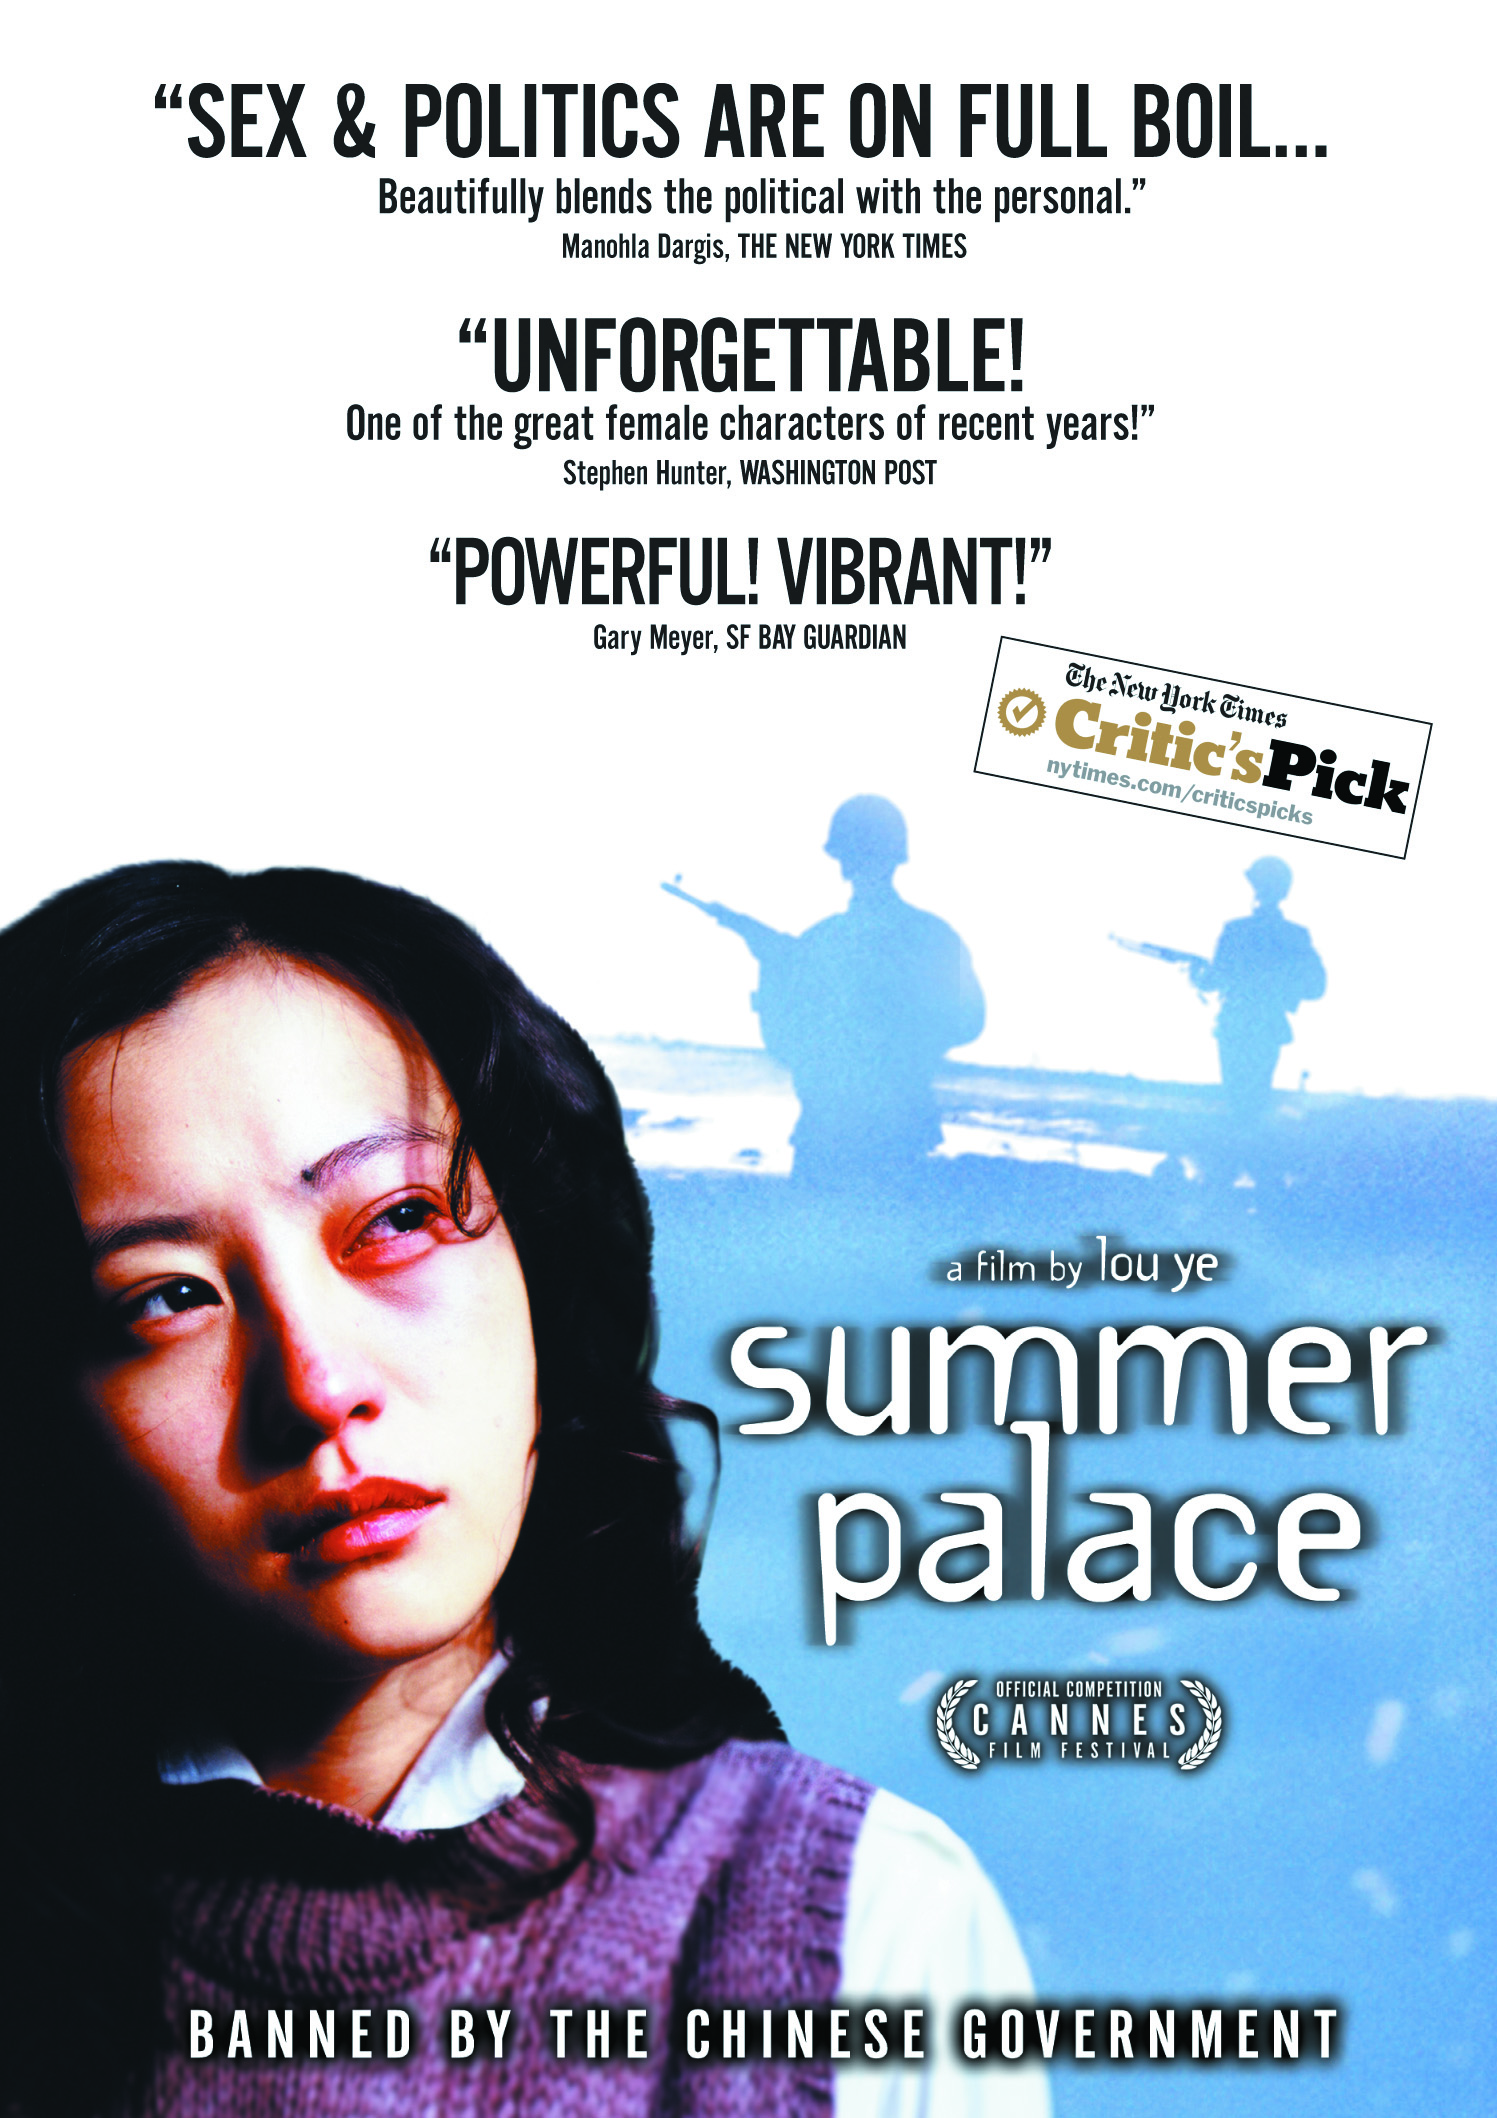 “SEX & POLITICS ARE ON FULL BOIL...
Beautifully blends the political with the personal.”
Manohla Dargis, THE NEW YORK TIMES
“UNFORGETTABLE!
One of the great female characters of recent years!”
Stephen Hunter, WASHINGTON POST
“POWERFUL! VIBRANT!”
Gary Meyer, SF BAY GUARDIAN
The New York Times
Critic’s Pick
nytimes.com/criticspicks
a film by lou ye
summer
palace
OFFICIAL COMPETITION
CANNES
FILM FESTIVAL
BANNED BY THE CHINESE GOVERNMENT